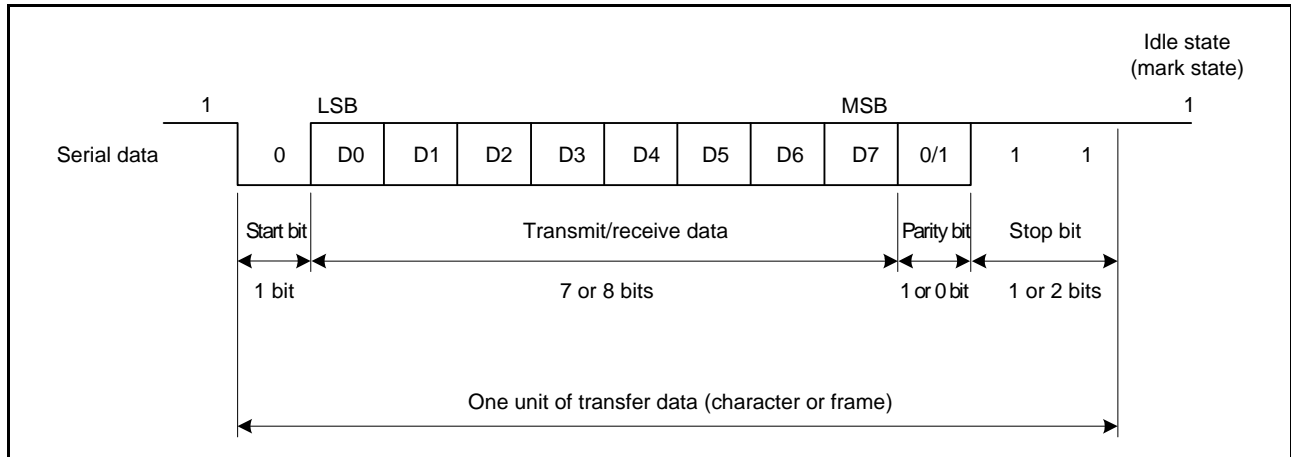 Idle state
(mark state)
1 LSB MSB 1
Serial data 0 D0 D1 D2 D3 D4 D5 D6 D7 0/1 1 1
Start bit Transmit/receive data Parity bit Stop bit
1 bit 7 or 8 bits 1 or 0 bit 1 or 2 bits
One unit of transfer data (character or frame)